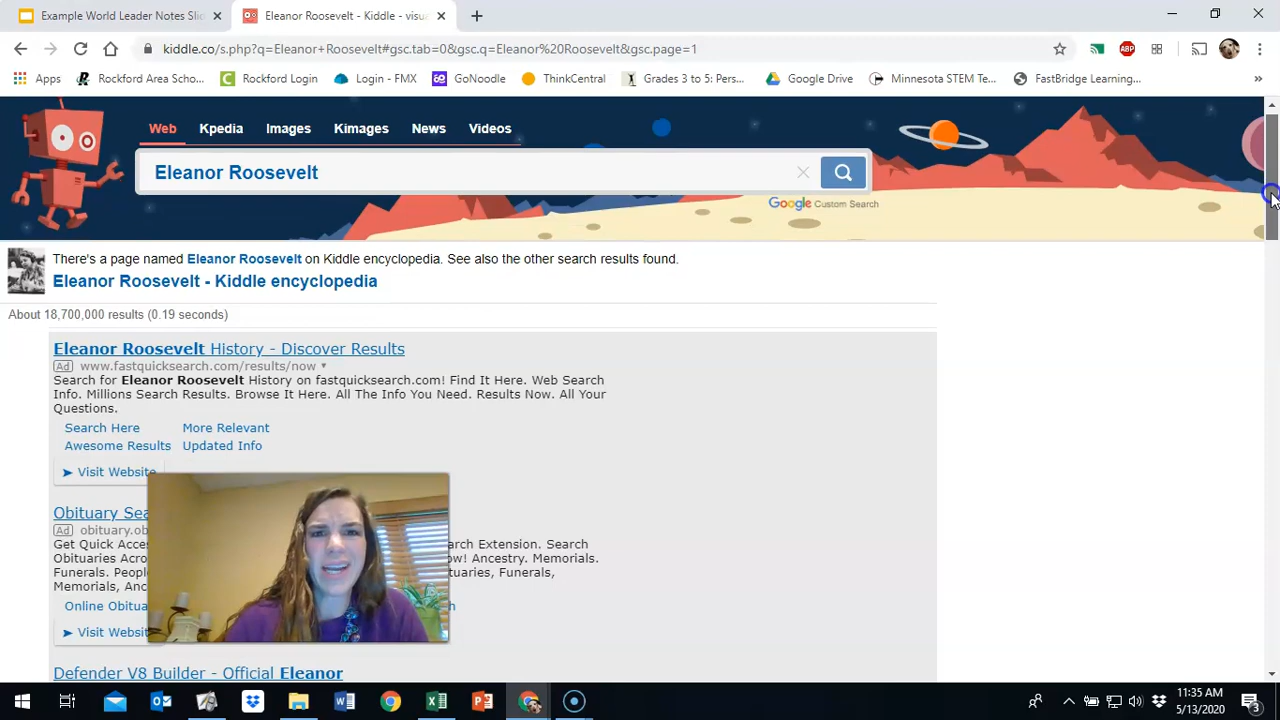 Example World Leader Notes Slid
Eleanor Roosevelt - Kiddle - visu
kiddle.co/s.php?q=Eleanor+Roosevelt#gsc.tab=0&gsc.q=Eleanor%20Roosevelt&gsc.page=1
ABP
Apps Rockford Area Scho... Rockford Login Login - FMX GoNoodle ThinkCentral Grades 3 to 5: Pers... Google Drive Minnesota STEM Te... FastBridge Learning... »
Web Kpedia Images Kimages News Videos
Eleanor Roosevelt
Google Custom Search
There's a page named Eleanor Roosevelt on Kiddle encyclopedia. See also the other search results found.
Eleanor Roosevelt - Kiddle encyclopedia
About 18,700,000 results (0.19 seconds)
Eleanor Roosevelt History - Discover Results
Ad www.fastquicksearch.com/results/now
Search for Eleanor Roosevelt History on fastquicksearch.com! Find It Here. Web Search
Info. Millions Search Results. Browse It Here. All The Info You Need. Results Now. All Your
Questions.
Search Here More Relevant
Awesome Results Updated Info
Visit Website
Obituary Sea
Ad obituary.ob
Get Quick Acce arch Extension. Search
Obituaries Acro ow! Ancestry. Memorials.
Funerals. Peopl tuaries, Funerals,
Memorials, Anc
Online Obitua h
Visit Websit
Defender V8 Builder - Official Eleanor
11:35 AM
5/13/2020
3